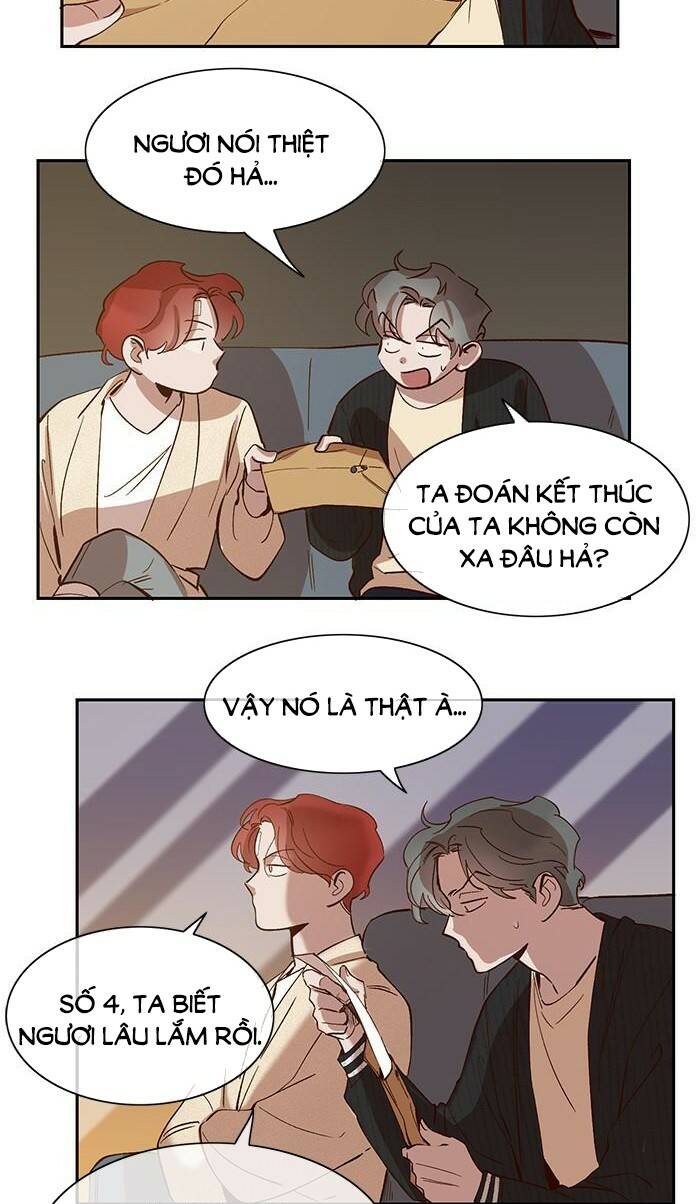 NGƯƠI NÓI THIỆT
ĐÓ HẢ...
TA ĐOÁN KẾT THÚC
CỦA TA KHÔNG CÒN
XA ĐÂU HẢ?
VẬY NÓ LÀ THẬT À...
SỐ 4, TA BIẾT
NGƯƠI LÂU LẮM RỒI.